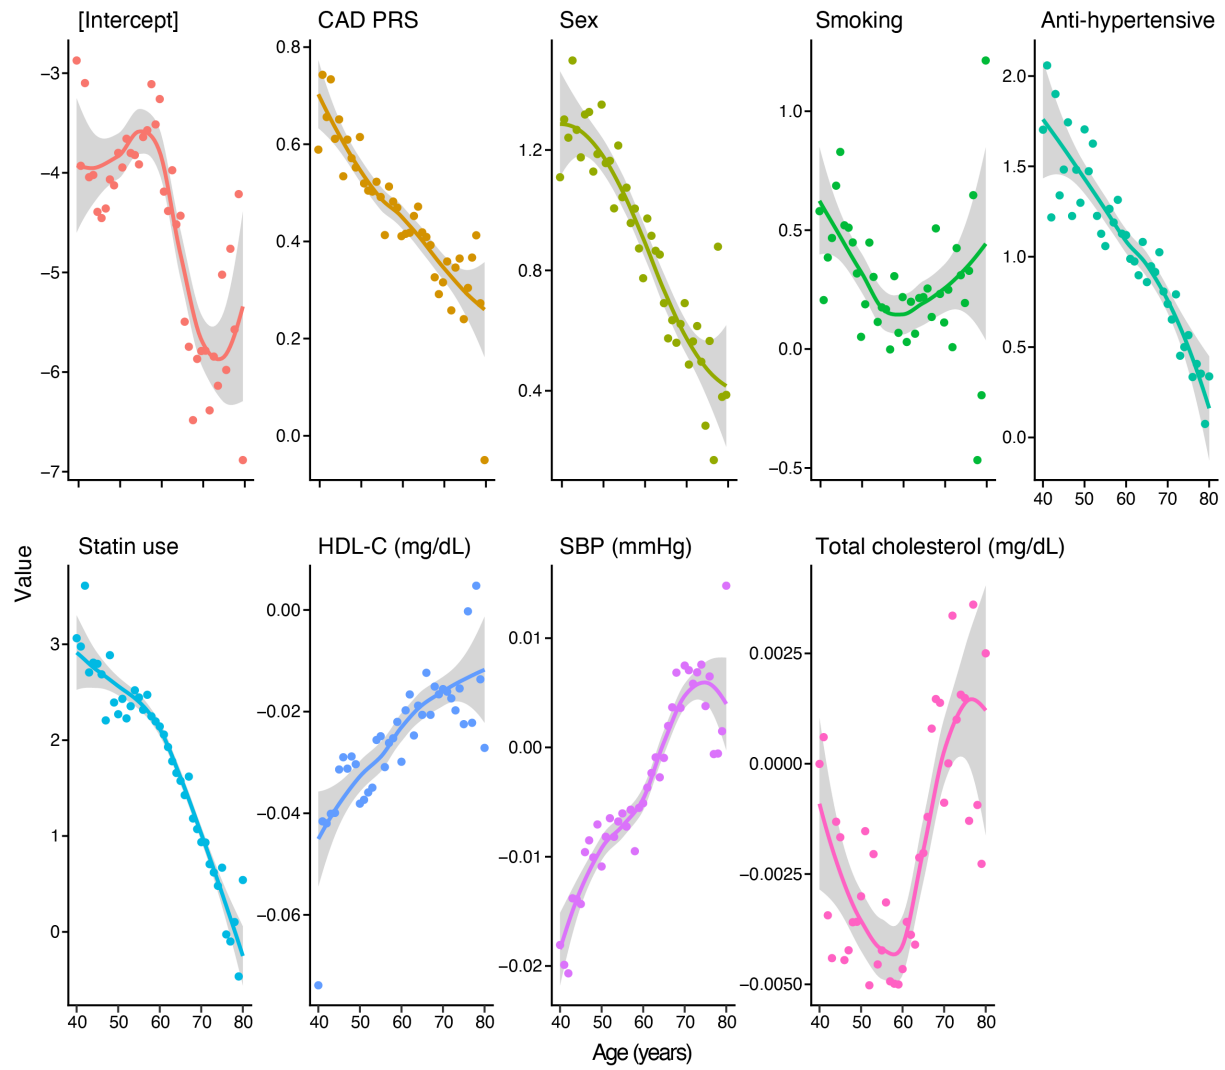 [Intercept]
CAD PRS
Sex
Smoking
Anti-hypertensive
−3
−4
−5
−6
−7
0.8
0.6
0.4
0.2
0.0
1.2
0.8
0.4
1.0
0.5
0.0
−0.5
2.0
1.5
1.0
0.5
0.0
40 50 60 70 80
Value
Statin use
HDL-C (mg/dL)
SBP (mmHg)
Total cholesterol (mg/dL)
3
2
1
0
0.00
−0.02
−0.04
−0.06
0.01
0.00
−0.01
−0.02
0.0025
0.0000
−0.0025
−0.0050
40 50 60 70 80
40 50 60 70 80
40 50 60 70 80
40 50 60 70 80
Age (years)